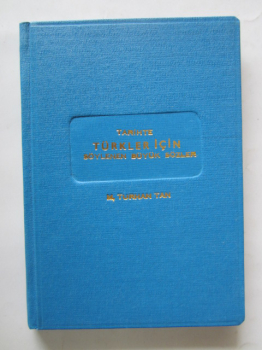 TARİHTE
TÜRKLER İÇİN
SÖYLENEN BÜYÜK SÖZLER
M. TURHAN TAN